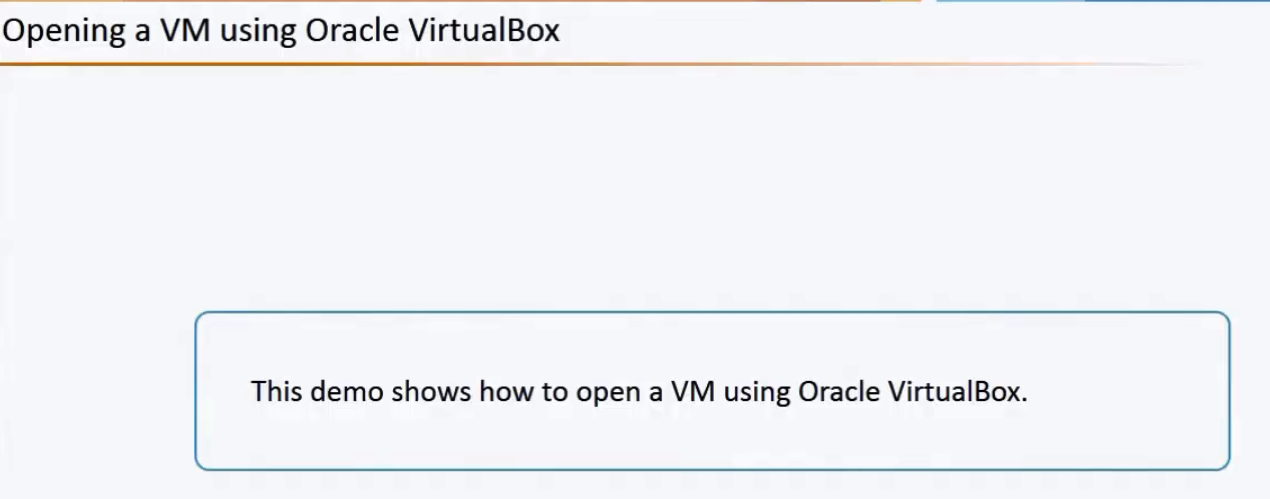 Opening a VM using Oracle VirtualBox
This demo shows how to open a VM using Oracle VirtualBox.